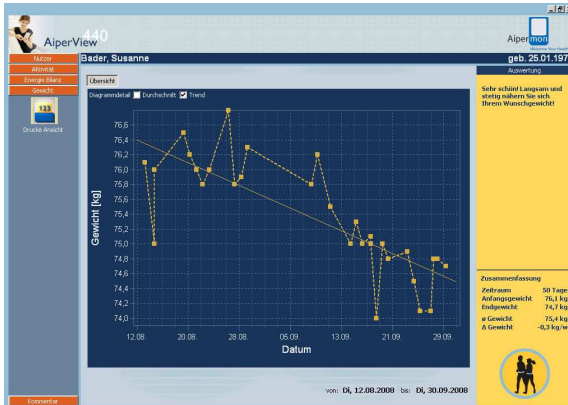 AiperView 440
Aiper mon
Welcome Your Health
Nutzer
Bader, Susanne
geb. 25.01.197
Aktivität
Energie Bilanz
Gewicht
123
Drucke Ansicht
Kommentar
Übersicht
Diagrammdetail Durchschnitt Trend
Gewicht [kg]
76,6
76,4
76,2
76,0
75,8
75,6
75,4
75,2
75,0
74,8
74,6
74,4
74,2
74,0
12.08. 20.08. 28.08. 05.09. 13.09. 21.09. 29.09.
Datum
von: Di, 12.08.2008 bis: Di, 30.09.2008
Auswertung
Sehr schön! Langsam und
stetig nähern Sie sich
Ihrem Wunschgewicht!
Zusammenfassung
Zeitraum 50 Tage
Anfangsgewicht 76,1 kg
Endgewicht 74,7 kg
ø Gewicht 75,4 kg
Δ Gewicht -0,3 kg/w